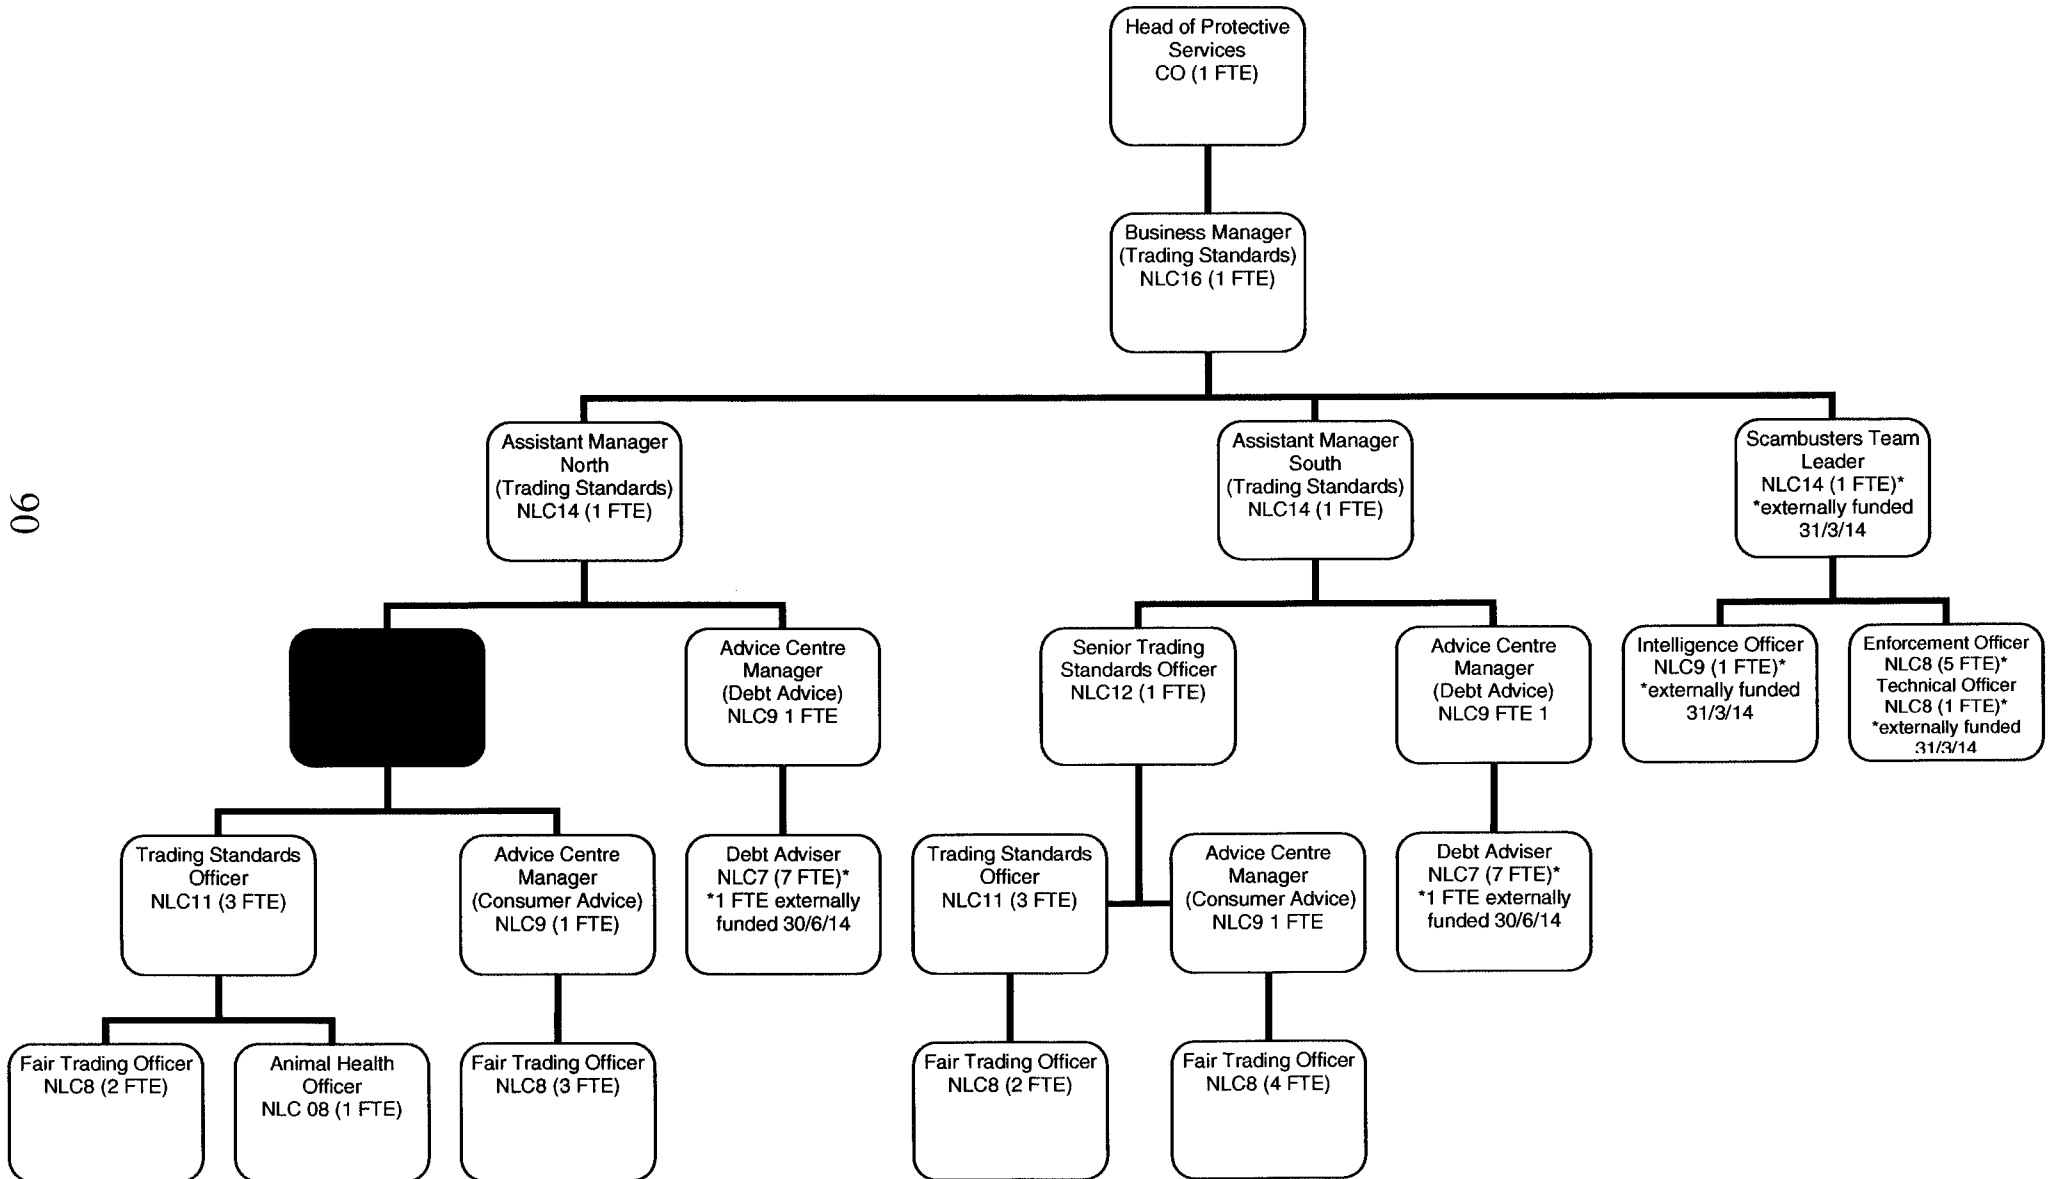 Head of Protective
Services
CO (1 FTE)
Business Manager
(Trading Standards)
NLC16 (1 FTE)
Assistant Manager
North
(Trading Standards)
NLC14 (1 FTE)
Assistant Manager
South
(Trading Standards)
NLC14 (1 FTE)
Scambusters Team
Leader
NLC14 (1 FTE)*
*externally funded
31/3/14
90
Advice Centre
Manager
(Debt Advice)
NLC9 1 FTE
Senior Trading
Standards Officer
NLC12 (1 FTE)
Advice Centre
Manager
(Debt Advice)
NLC9 FTE 1
Intelligence Officer
NLC9 (1 FTE)*
*externally funded
31/3/14
Enforcement Officer
NLC8 (5 FTE)*
Technical Officer
NLC8 (1 FTE)*
*externally funded
31/3/14
Trading Standards
Officer
NLC11 (3 FTE)
Advice Centre
Manager
(Consumer Advice)
NLC9 (1 FTE)
Debt Adviser
NLC7 (7 FTE)*
*1 FTE externally
funded 30/6/14
Trading Standards
Officer
NLC11 (3 FTE)
Advice Centre
Manager
(Consumer Advice)
NLC9 1 FTE
Debt Adviser
NLC7 (7 FTE)*
*1 FTE externally
funded 30/6/14
Fair Trading Officer
NLC8 (2 FTE)
Animal Health
Officer
NLC 08 (1 FTE)
Fair Trading Officer
NLC8 (3 FTE)
Fair Trading Officer
NLC8 (2 FTE)
Fair Trading Officer
NLC8 (4 FTE)